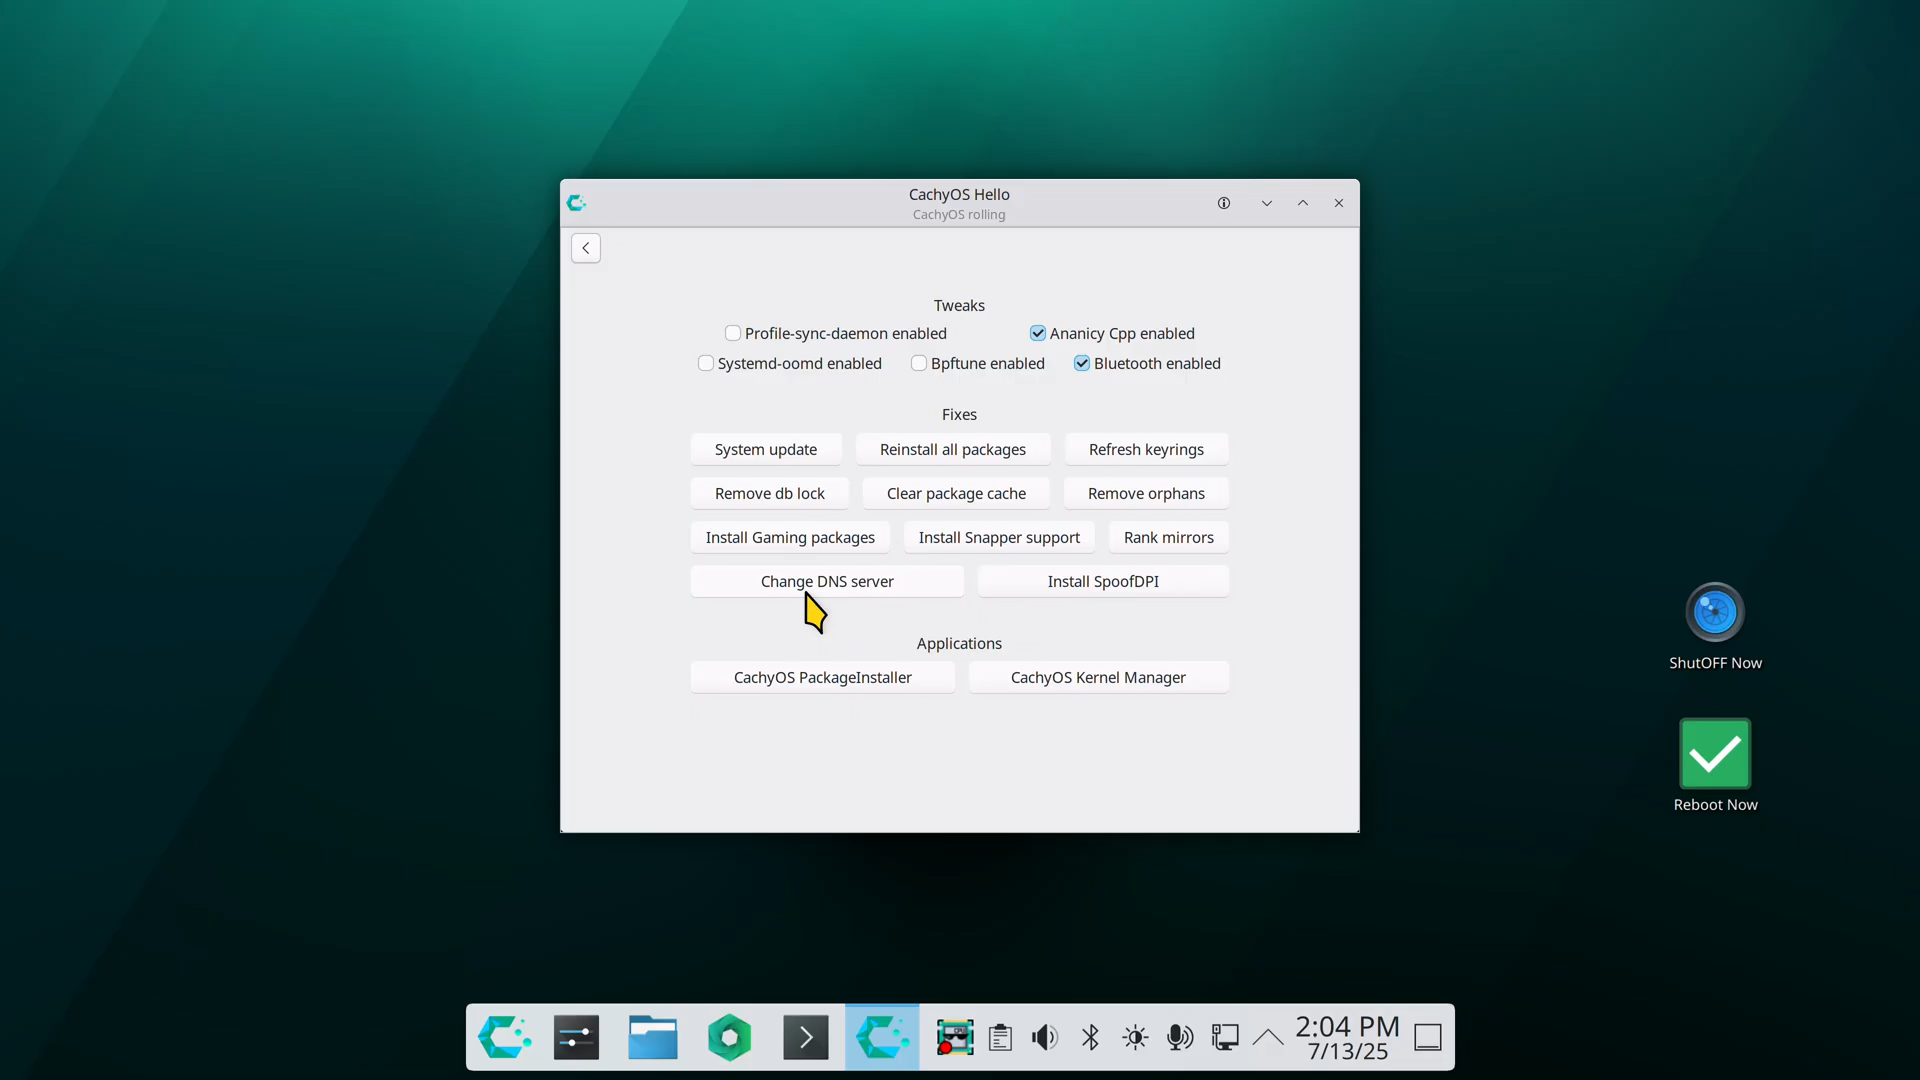 CachyOS Hello
CachyOS rolling
Tweaks
Profile-sync-daemon enabled
Ananicy Cpp enabled
Systemd-oomd enabled
Bpftune enabled
Bluetooth enabled
Fixes
System update
Reinstall all packages
Refresh keyrings
Remove db lock
Clear package cache
Remove orphans
Install Gaming packages
Install Snapper support
Rank mirrors
Change DNS server
Install SpoofDPI
Applications
CachyOS PackageInstaller
CachyOS Kernel Manager
ShutOFF Now
Reboot Now
2:04 PM
7/13/25